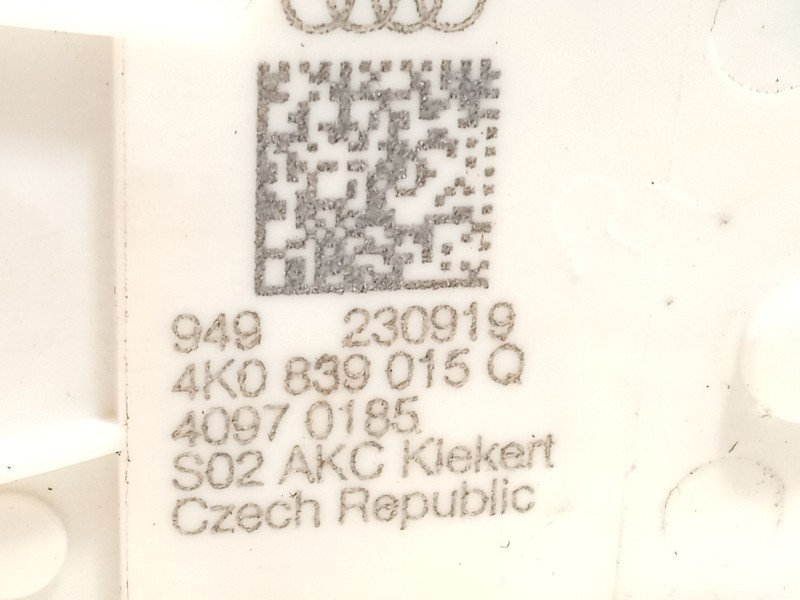 949 230919
4K0 839 015 Q
4097 0185
S02 AKC Kiekert
Czech Republic